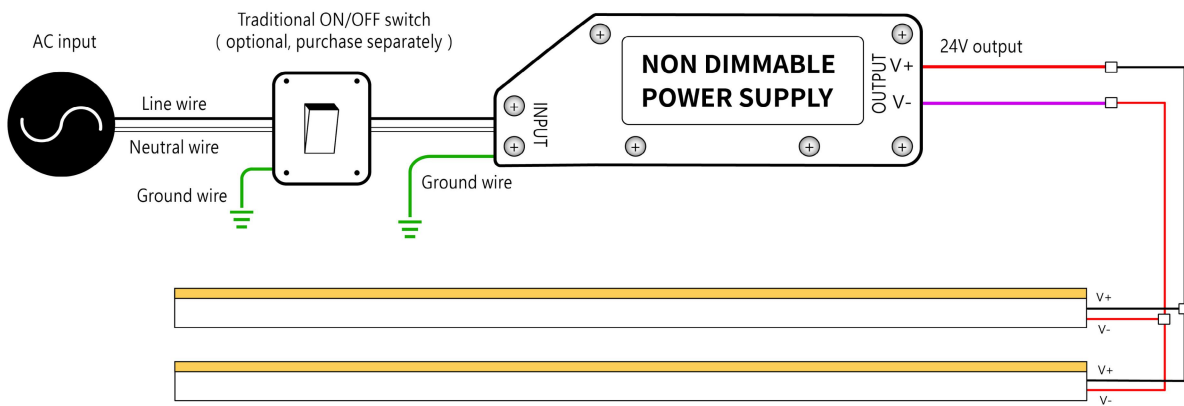 AC input
Traditional ON/OFF switch
( optional, purchase separately )
Line wire
Neutral wire
Ground wire
Ground wire
INPUT
NON DIMMABLE
POWER SUPPLY
OUTPUT
V+
V-
24V output
V+
V-
V+
V-